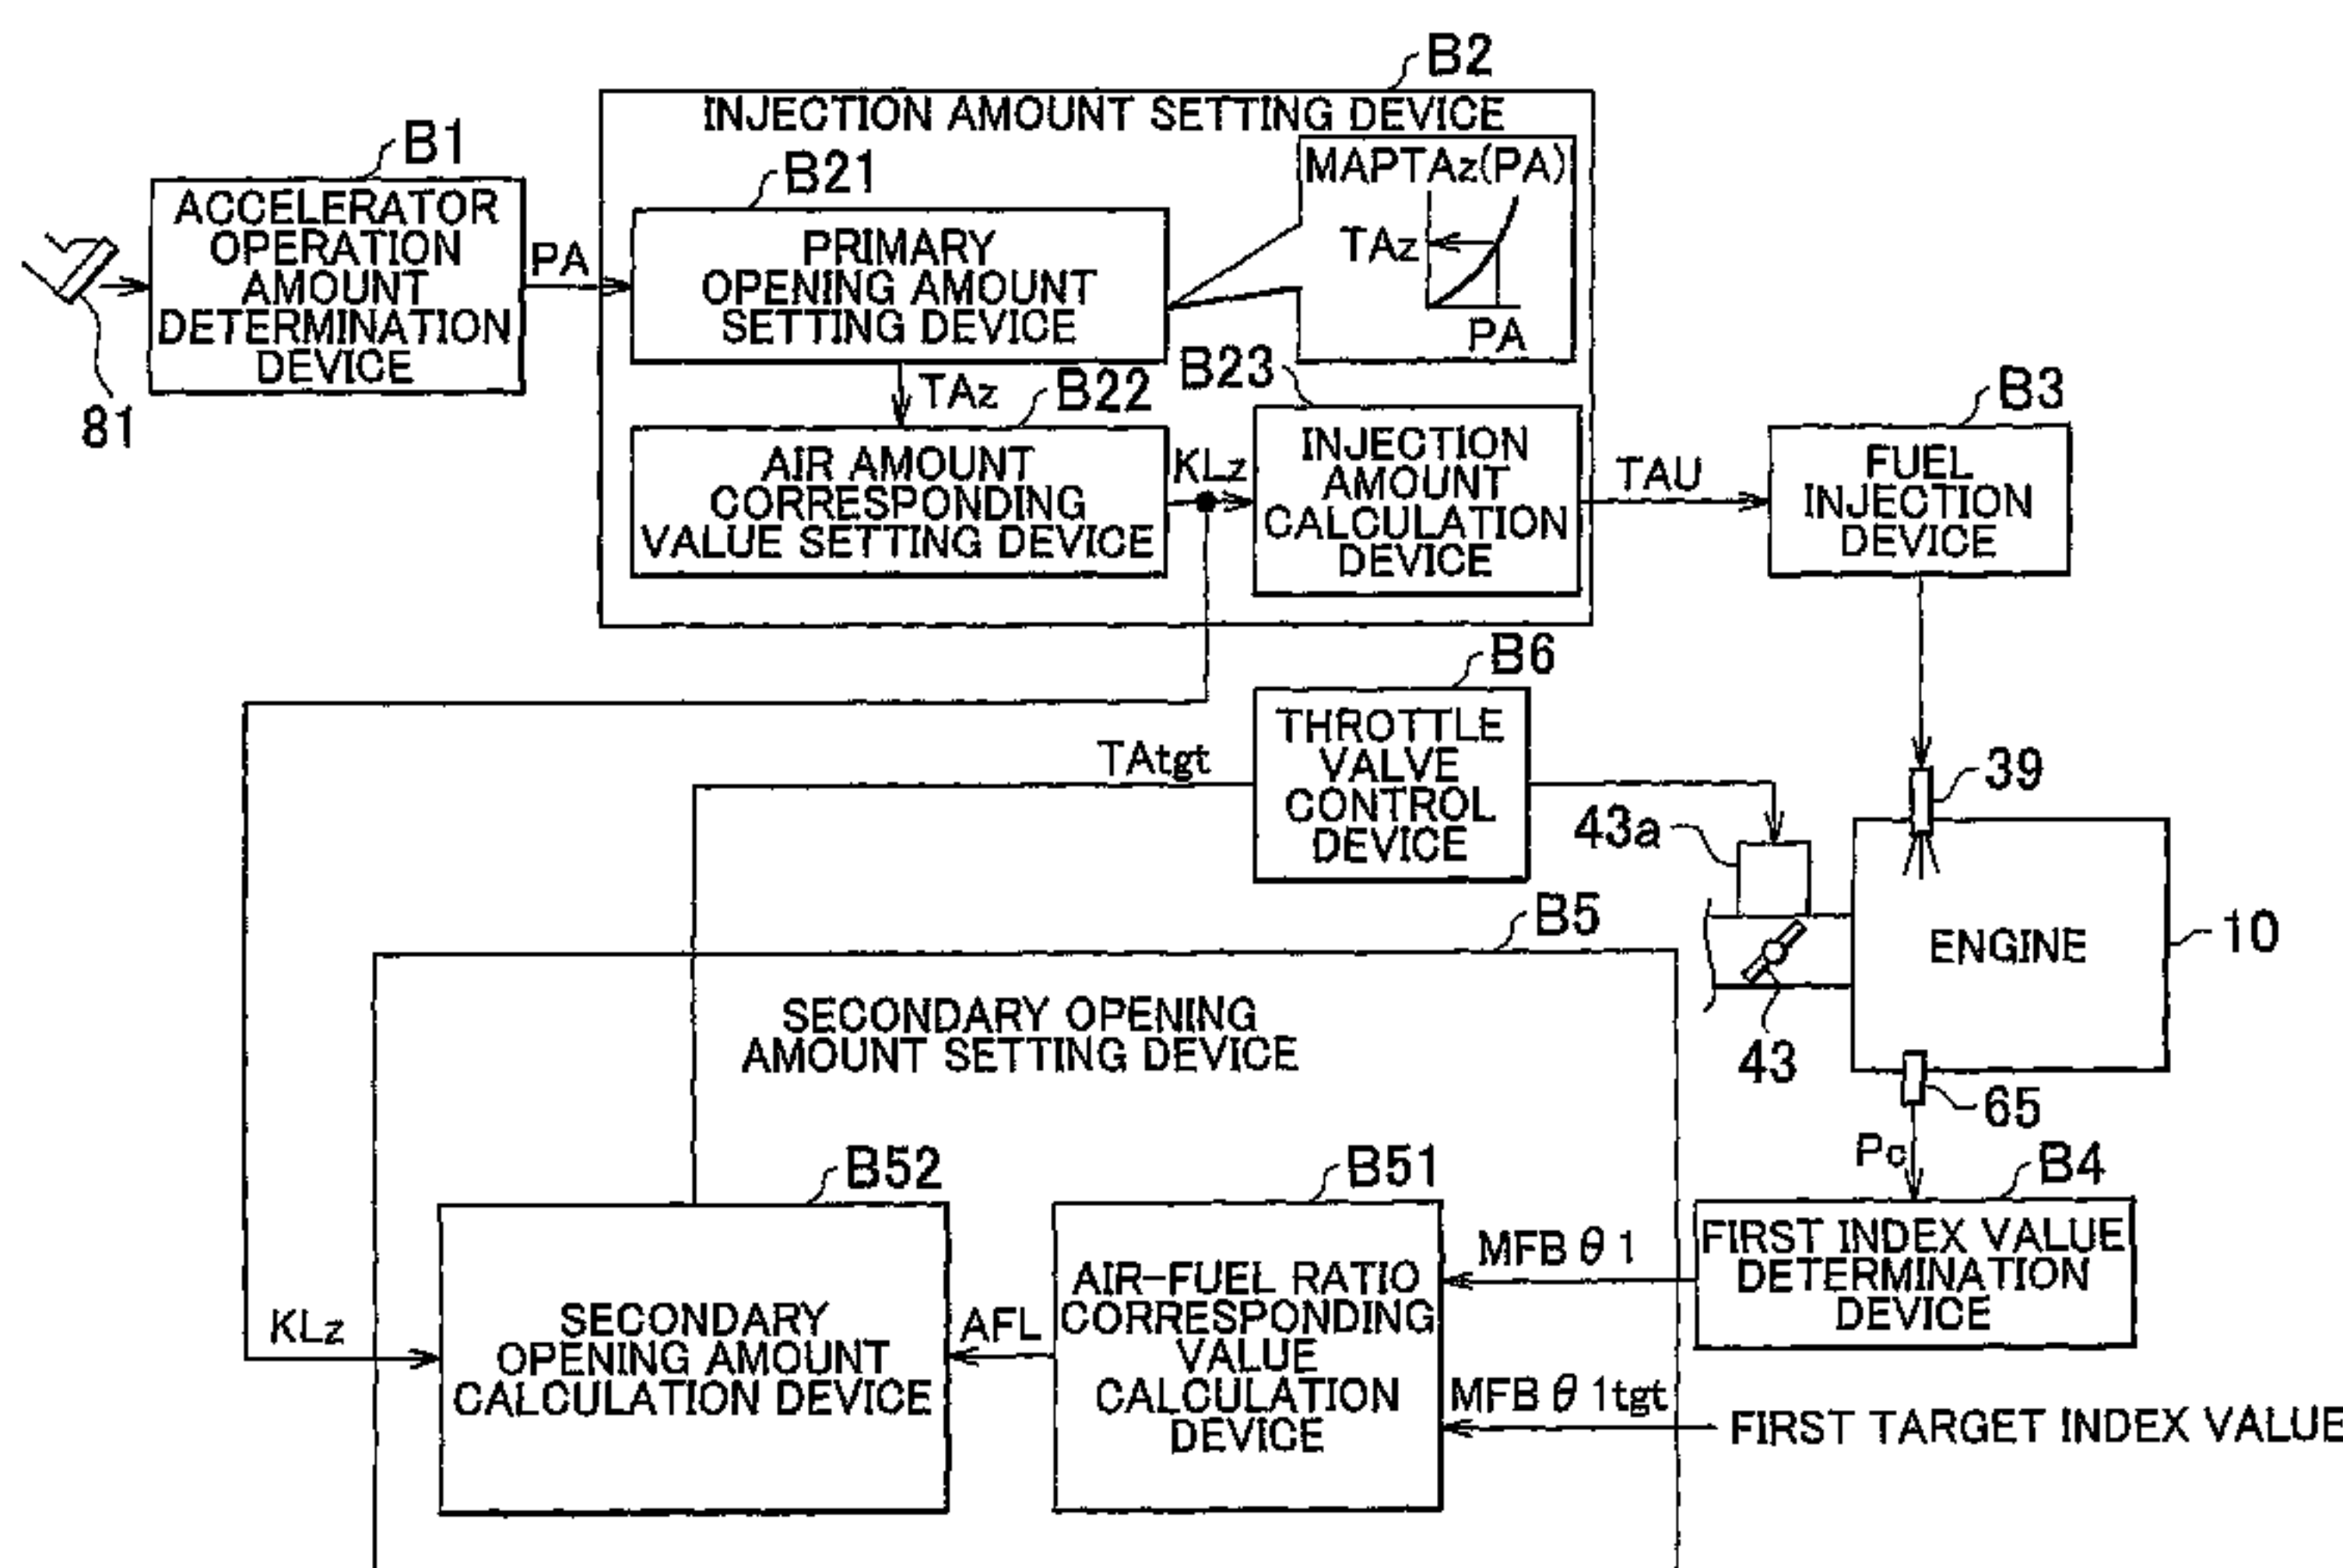 B2
INJECTION AMOUNT SETTING DEVICE
B1
ACCELERATOR
OPERATION
AMOUNT
DETERMINATION
DEVICE
81
PA
B21
PRIMARY
OPENING AMOUNT
SETTING DEVICE
MAPTAz(PA)
TAz
PA
TAz
B22
AIR AMOUNT
CORRESPONDING
VALUE SETTING DEVICE
KLz
B23
INJECTION
AMOUNT
CALCULATION
DEVICE
TAU
B3
FUEL
INJECTION
DEVICE
B6
THROTTLE
VALVE
CONTROL
DEVICE
TAtgt
39
43a
ENGINE
10
43
65
Pc
B5
SECONDARY OPENING
AMOUNT SETTING DEVICE
B4
FIRST INDEX VALUE
DETERMINATION
DEVICE
B52
SECONDARY
OPENING AMOUNT
CALCULATION DEVICE
KLz
AFL
B51
AIR-FUEL RATIO
CORRESPONDING
VALUE
CALCULATION
DEVICE
MFB θ 1
MFB θ 1tgt
FIRST TARGET INDEX VALUE